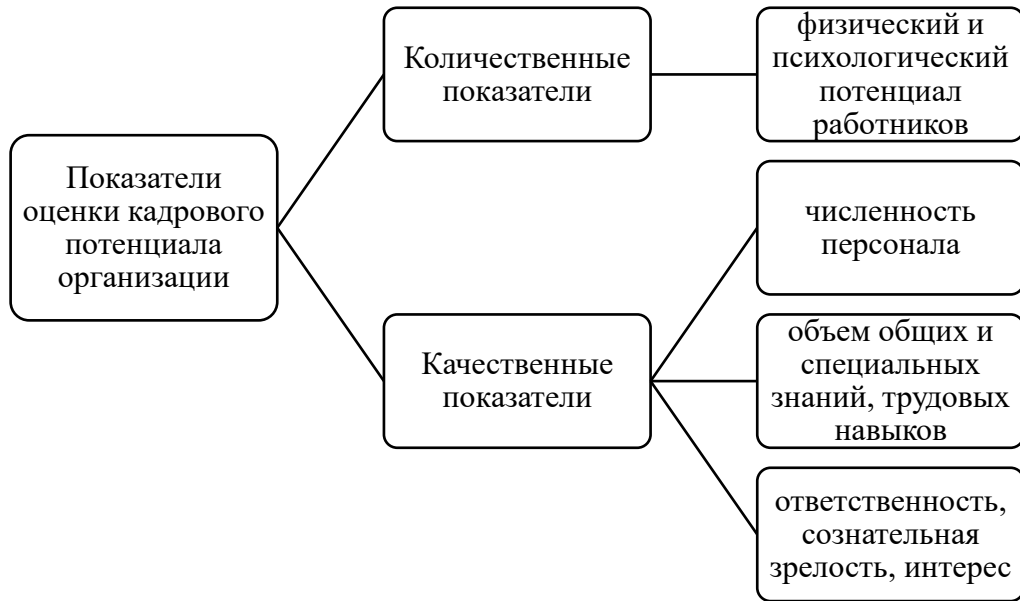 Показатели
оценки кадрового
потенциала
организации
Количественные
показатели
физический и
психологический
потенциал
работников
Качественные
показатели
численность
персонала
объем общих и
специальных
знаний, трудовых
навыков
ответственность,
сознательная
зрелость, интерес